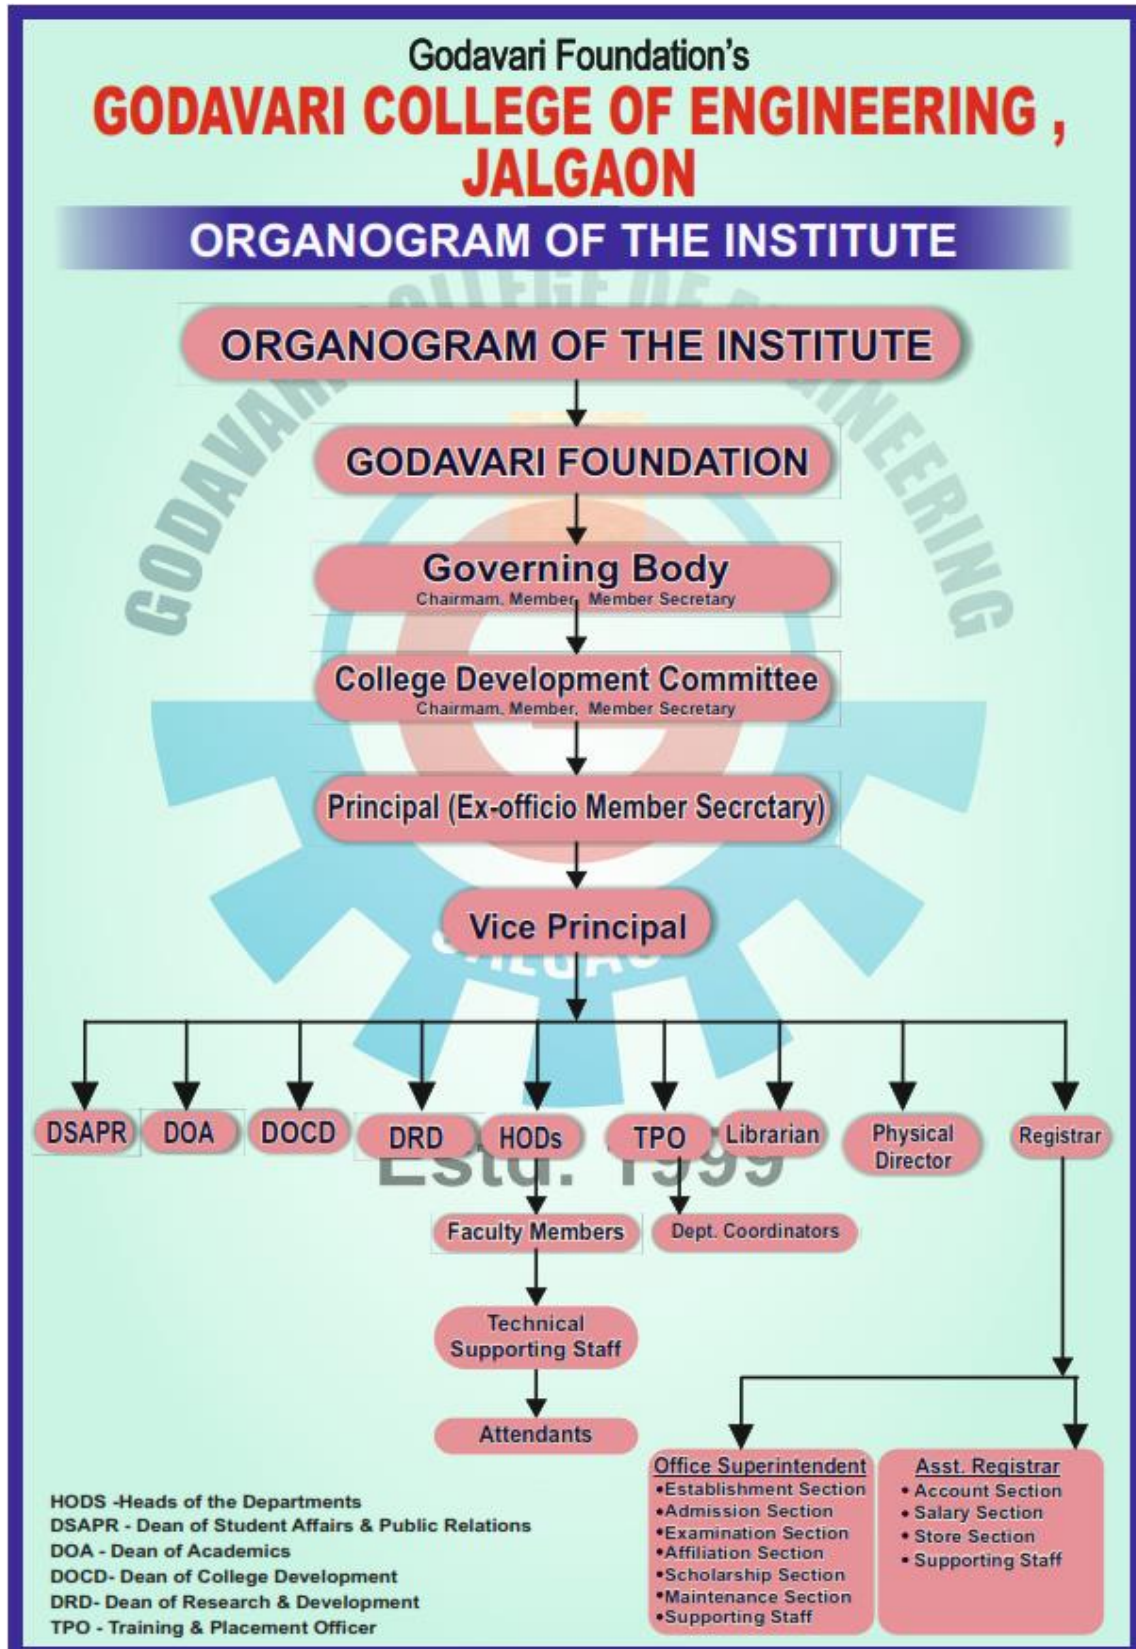 Godavari Foundation's
GODAVARI COLLEGE OF ENGINEERING ,
JALGAON
ORGANOGRAM OF THE INSTITUTE
ORGANOGRAM OF THE INSTITUTE
GODAVARI FOUNDATION
Governing Body
Chairmam, Member, Member Secretary
College Development Committee
Chairmam, Member, Member Secretary
Principal (Ex-officio Member Secrctary)
Vice Principal
DSAPR
DOA
DOCD
DRD
HODs
TPO
Librarian
Physical
Director
Registrar
Estd. 1999
Faculty Members
Dept. Coordinators
Technical
Supporting Staff
Attendants
Office Superintendent
•Establishment Section
•Admission Section
•Examination Section
•Affiliation Section
•Scholarship Section
•Maintenance Section
•Supporting Staff
Asst. Registrar
• Account Section
• Salary Section
• Store Section
• Supporting Staff
HODS -Heads of the Departments
DSAPR - Dean of Student Affairs & Public Relations
DOA - Dean of Academics
DOCD- Dean of College Development
DRD- Dean of Research & Development
TPO - Training & Placement Officer